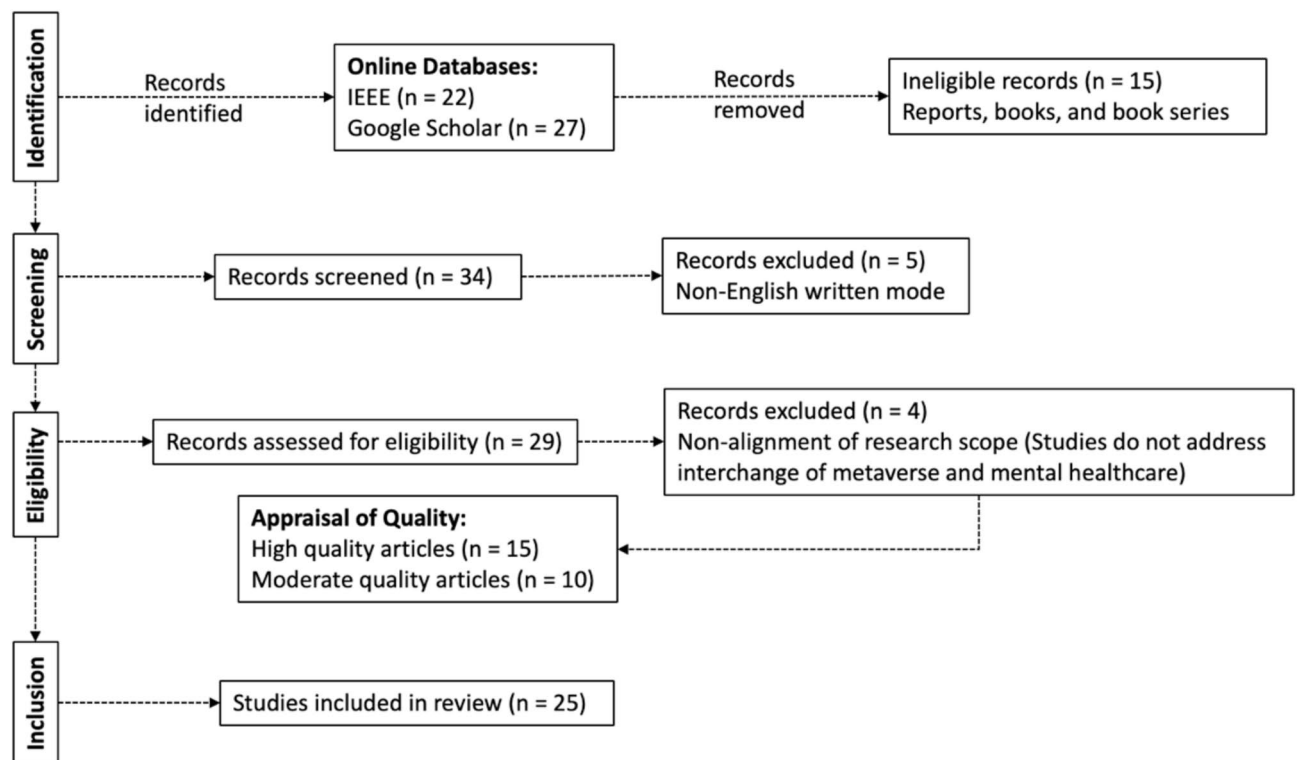 Identification
Records
identified
Online Databases:
IEEE (n = 22)
Google Scholar (n = 27)
Records
removed
Ineligible records (n = 15)
Reports, books, and book series
Screening
Records screened (n = 34)
Records excluded (n = 5)
Non-English written mode
Eligibility
Records assessed for eligibility (n = 29)
Records excluded (n = 4)
Non-alignment of research scope (Studies do not address
interchange of metaverse and mental healthcare)
Appraisal of Quality:
High quality articles (n = 15)
Moderate quality articles (n = 10)
Inclusion
Studies included in review (n = 25)